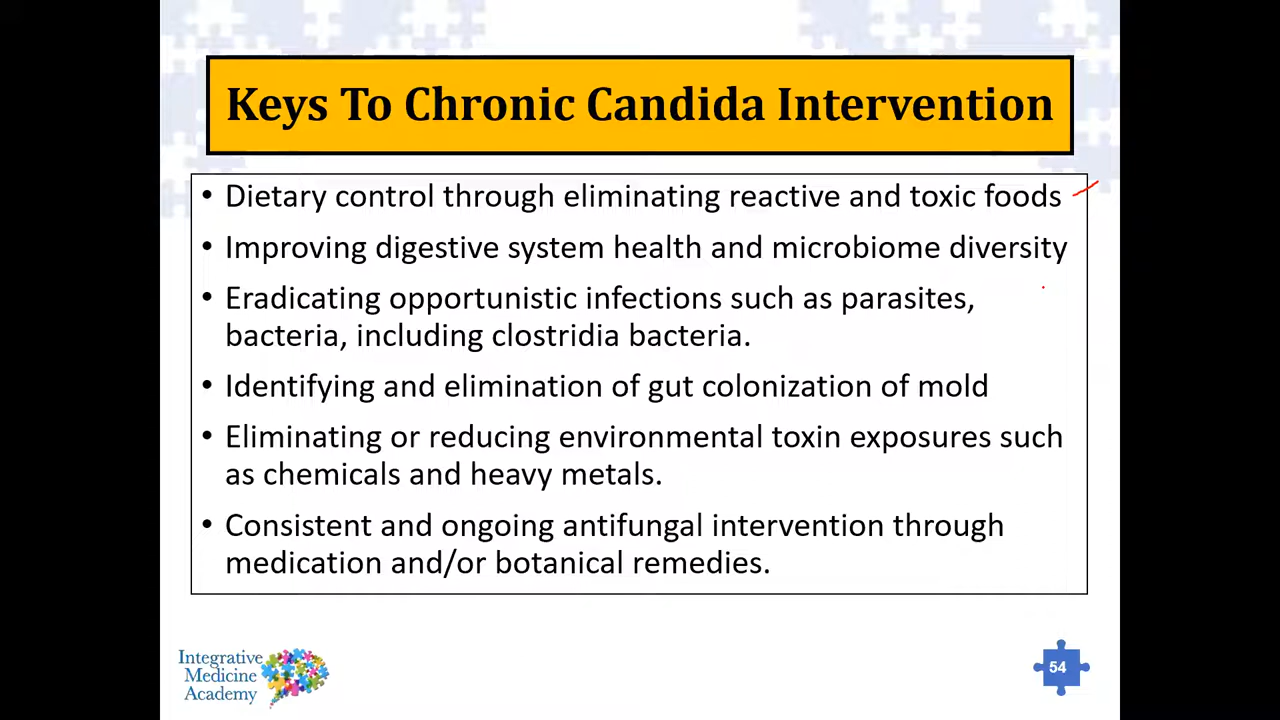 Keys To Chronic Candida Intervention
• Dietary control through eliminating reactive and toxic foods
• Improving digestive system health and microbiome diversity
• Eradicating opportunistic infections such as parasites,
bacteria, including clostridia bacteria.
• Identifying and elimination of gut colonization of mold
• Eliminating or reducing environmental toxin exposures such
as chemicals and heavy metals.
• Consistent and ongoing antifungal intervention through
medication and/or botanical remedies.
Integrative
Medicine
Academy
54